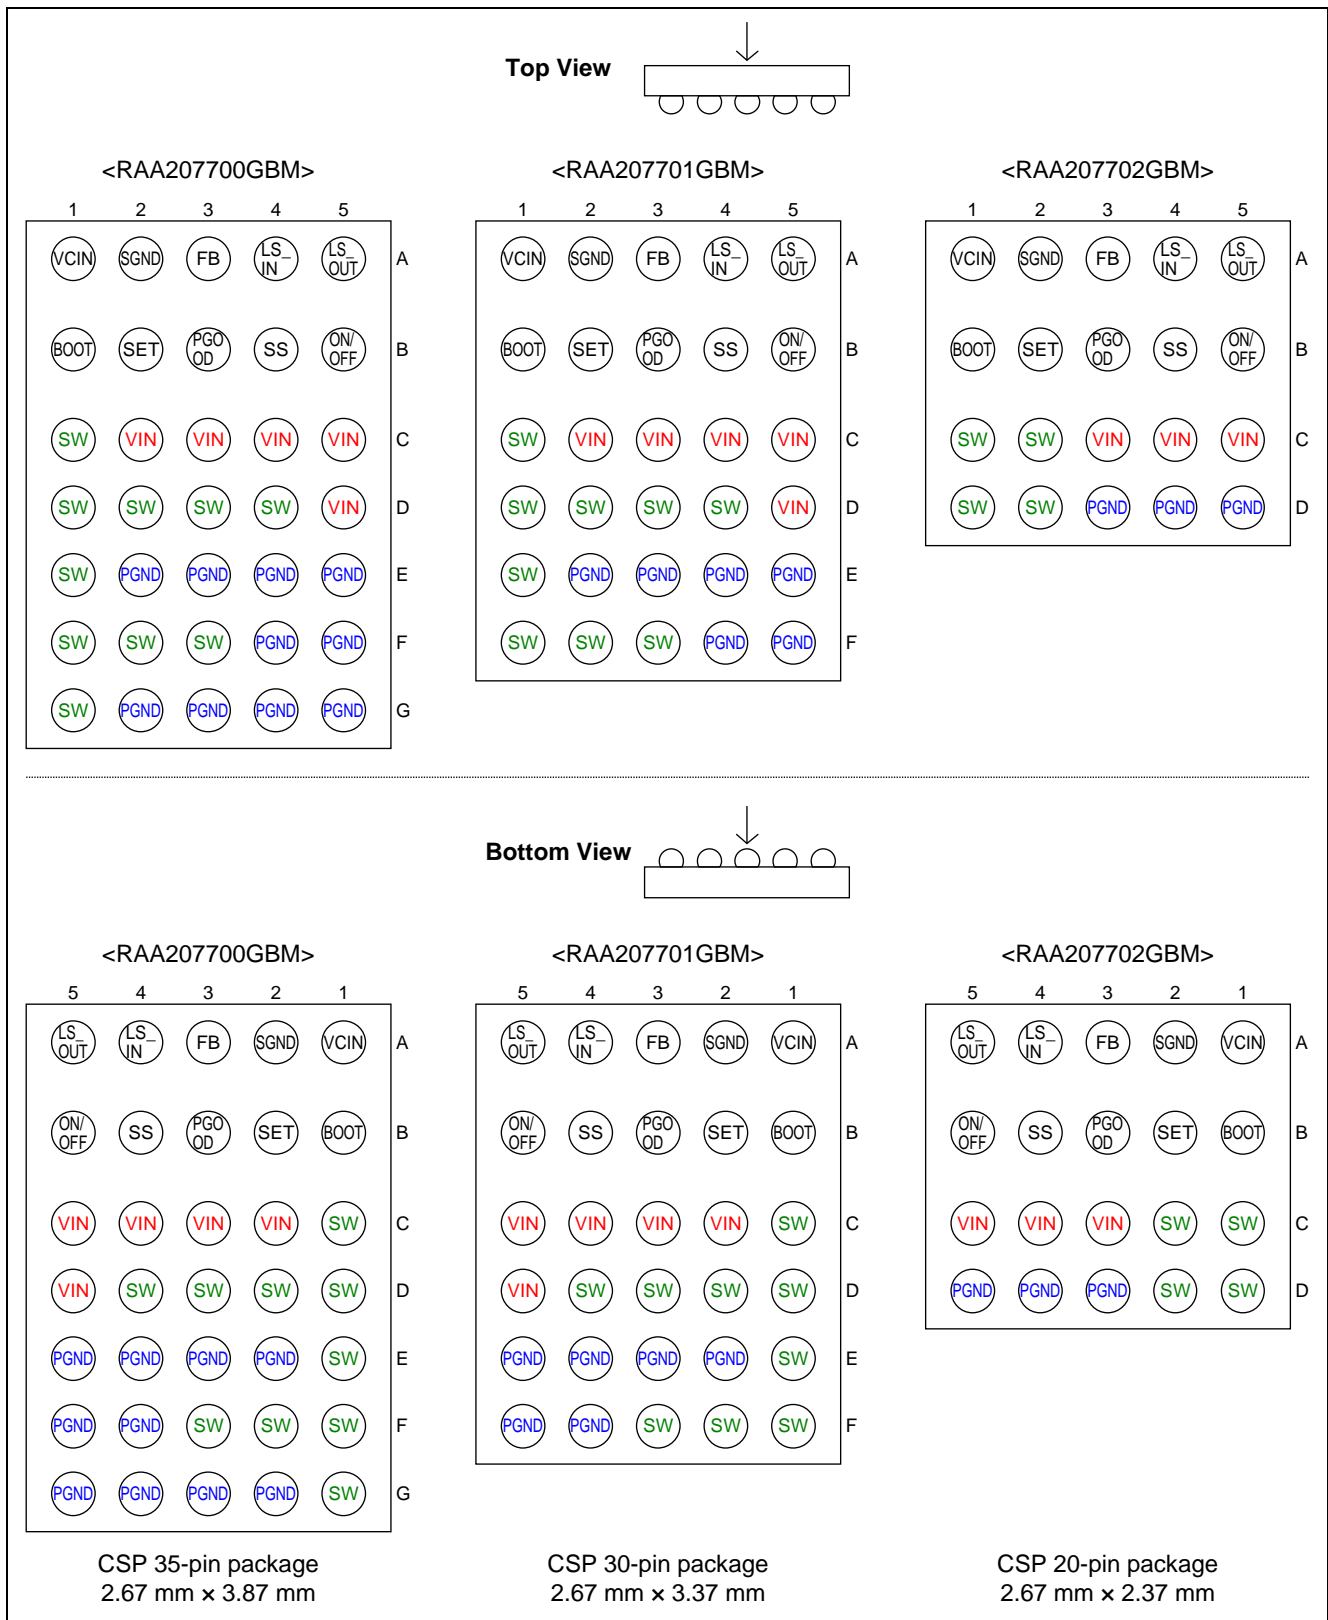 Top View
<RAA207700GBM> <RAA207701GBM> <RAA207702GBM>
1 2 3 4 5 1 2 3 4 5 1 2 3 4 5
VCIN SGND FB LS_IN LS_OUT A VCIN SGND FB LS_IN LS_OUT A VCIN SGND FB LS_IN LS_OUT A
BOOT SET PGOOD SS ON/OFF B BOOT SET PGOOD SS ON/OFF B BOOT SET PGOOD SS ON/OFF B
SW VIN VIN VIN VIN C SW VIN VIN VIN VIN C SW SW VIN VIN VIN C
SW SW SW SW VIN D SW SW SW SW VIN D SW SW PGND PGND PGND D
SW PGND PGND PGND PGND E SW PGND PGND PGND PGND E
SW SW SW PGND PGND F SW SW SW PGND PGND F
SW PGND PGND PGND PGND G
Bottom View
<RAA207700GBM> <RAA207701GBM> <RAA207702GBM>
5 4 3 2 1 5 4 3 2 1 5 4 3 2 1
LS_OUT LS_IN FB SGND VCIN A LS_OUT LS_IN FB SGND VCIN A LS_OUT LS_IN FB SGND VCIN A
ON/OFF SS PGOOD SET BOOT B ON/OFF SS PGOOD SET BOOT B ON/OFF SS PGOOD SET BOOT B
VIN VIN VIN VIN SW C VIN VIN VIN VIN SW C VIN VIN VIN SW SW C
VIN SW SW SW SW D VIN SW SW SW SW D PGND PGND PGND SW SW D
PGND PGND PGND PGND SW E PGND PGND PGND PGND SW E
PGND PGND SW SW SW F PGND PGND SW SW SW F
PGND PGND PGND PGND SW G
CSP 35-pin package CSP 30-pin package CSP 20-pin package
2.67 mm × 3.87 mm 2.67 mm × 3.37 mm 2.67 mm × 2.37 mm